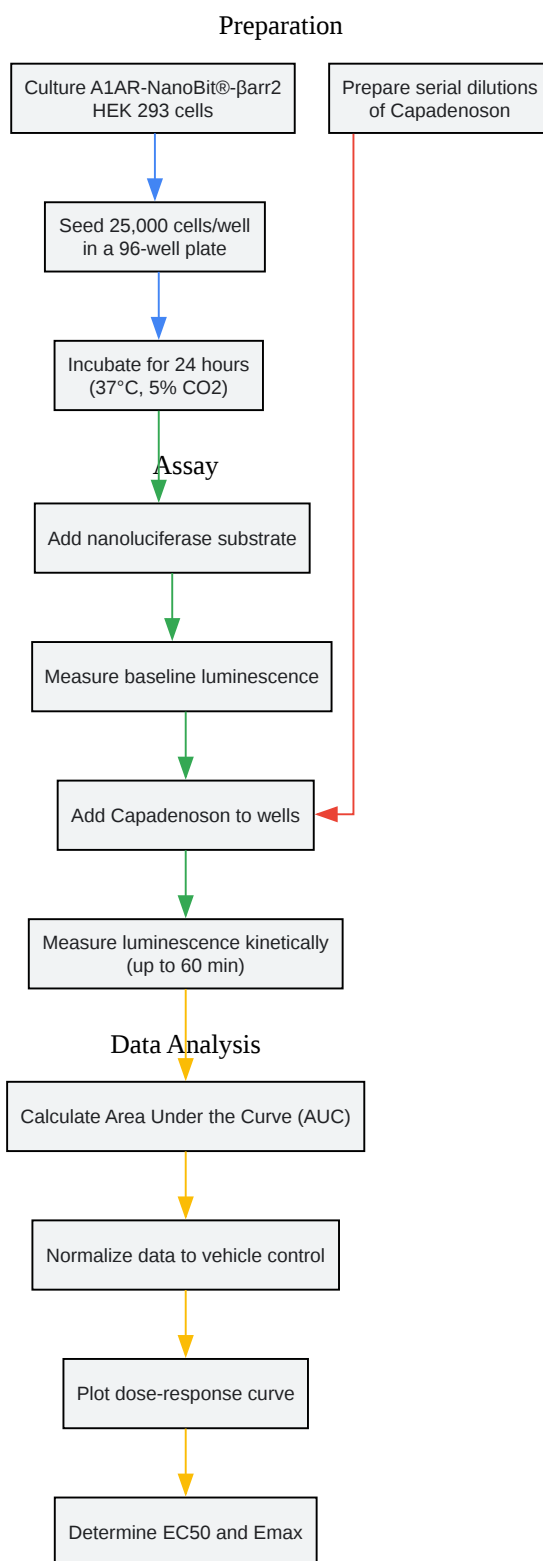 Preparation
Culture A1AR-NanoBit®-βarr2
HEK 293 cells
Prepare serial dilutions
of Capadenoson
Seed 25,000 cells/well
in a 96-well plate
Incubate for 24 hours
(37°C, 5% CO2)
Assay
Add nanoluciferase substrate
Measure baseline luminescence
Add Capadenoson to wells
Measure luminescence kinetically
(up to 60 min)
Data Analysis
Calculate Area Under the Curve (AUC)
Normalize data to vehicle control
Plot dose-response curve
Determine EC50 and Emax